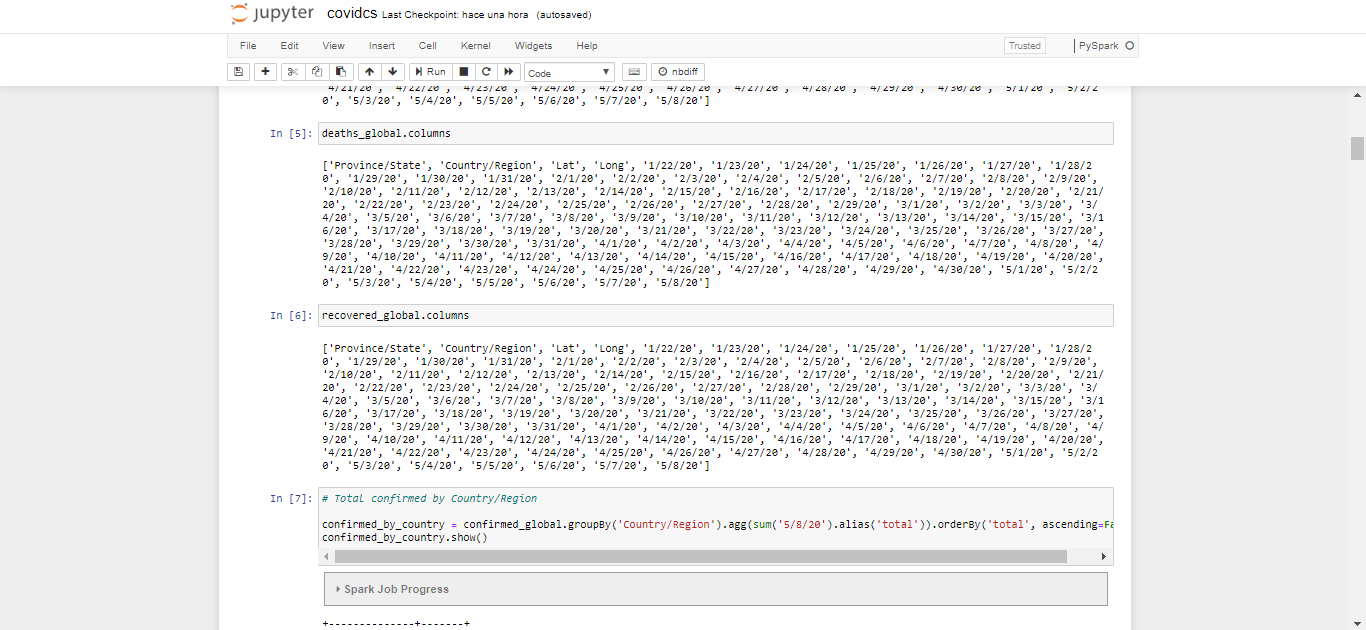 jupyter covidcs Last Checkpoint: hace una hora (autosaved)
File Edit View Insert Cell Kernel Widgets Help Trusted PySpark
Run Code nbdiff
'4/21/20', '4/22/20', '4/23/20', '4/24/20', '4/25/20', '4/26/20', '4/27/20', '4/28/20', '4/29/20', '4/30/20', '5/1/20', '5/2/2
0', '5/3/20', '5/4/20', '5/5/20', '5/6/20', '5/7/20', '5/8/20']
In [5]: deaths_global.columns
['Province/State', 'Country/Region', 'Lat', 'Long', '1/22/20', '1/23/20', '1/24/20', '1/25/20', '1/26/20', '1/27/20', '1/28/2
0', '1/29/20', '1/30/20', '1/31/20', '2/1/20', '2/2/20', '2/3/20', '2/4/20', '2/5/20', '2/6/20', '2/7/20', '2/8/20', '2/9/20',
'2/10/20', '2/11/20', '2/12/20', '2/13/20', '2/14/20', '2/15/20', '2/16/20', '2/17/20', '2/18/20', '2/19/20', '2/20/20', '2/21/
20', '2/22/20', '2/23/20', '2/24/20', '2/25/20', '2/26/20', '2/27/20', '2/28/20', '2/29/20', '3/1/20', '3/2/20', '3/3/20', '3/
4/20', '3/5/20', '3/6/20', '3/7/20', '3/8/20', '3/9/20', '3/10/20', '3/11/20', '3/12/20', '3/13/20', '3/14/20', '3/15/20', '3/1
6/20', '3/17/20', '3/18/20', '3/19/20', '3/20/20', '3/21/20', '3/22/20', '3/23/20', '3/24/20', '3/25/20', '3/26/20', '3/27/20',
'3/28/20', '3/29/20', '3/30/20', '3/31/20', '4/1/20', '4/2/20', '4/3/20', '4/4/20', '4/5/20', '4/6/20', '4/7/20', '4/8/20', '4/
9/20', '4/10/20', '4/11/20', '4/12/20', '4/13/20', '4/14/20', '4/15/20', '4/16/20', '4/17/20', '4/18/20', '4/19/20', '4/20/20',
'4/21/20', '4/22/20', '4/23/20', '4/24/20', '4/25/20', '4/26/20', '4/27/20', '4/28/20', '4/29/20', '4/30/20', '5/1/20', '5/2/2
0', '5/3/20', '5/4/20', '5/5/20', '5/6/20', '5/7/20', '5/8/20']
In [6]: recovered_global.columns
['Province/State', 'Country/Region', 'Lat', 'Long', '1/22/20', '1/23/20', '1/24/20', '1/25/20', '1/26/20', '1/27/20', '1/28/2
0', '1/29/20', '1/30/20', '1/31/20', '2/1/20', '2/2/20', '2/3/20', '2/4/20', '2/5/20', '2/6/20', '2/7/20', '2/8/20', '2/9/20',
'2/10/20', '2/11/20', '2/12/20', '2/13/20', '2/14/20', '2/15/20', '2/16/20', '2/17/20', '2/18/20', '2/19/20', '2/20/20', '2/21/
20', '2/22/20', '2/23/20', '2/24/20', '2/25/20', '2/26/20', '2/27/20', '2/28/20', '2/29/20', '3/1/20', '3/2/20', '3/3/20', '3/
4/20', '3/5/20', '3/6/20', '3/7/20', '3/8/20', '3/9/20', '3/10/20', '3/11/20', '3/12/20', '3/13/20', '3/14/20', '3/15/20', '3/1
6/20', '3/17/20', '3/18/20', '3/19/20', '3/20/20', '3/21/20', '3/22/20', '3/23/20', '3/24/20', '3/25/20', '3/26/20', '3/27/20',
'3/28/20', '3/29/20', '3/30/20', '3/31/20', '4/1/20', '4/2/20', '4/3/20', '4/4/20', '4/5/20', '4/6/20', '4/7/20', '4/8/20', '4/
9/20', '4/10/20', '4/11/20', '4/12/20', '4/13/20', '4/14/20', '4/15/20', '4/16/20', '4/17/20', '4/18/20', '4/19/20', '4/20/20',
'4/21/20', '4/22/20', '4/23/20', '4/24/20', '4/25/20', '4/26/20', '4/27/20', '4/28/20', '4/29/20', '4/30/20', '5/1/20', '5/2/2
0', '5/3/20', '5/4/20', '5/5/20', '5/6/20', '5/7/20', '5/8/20']
In [7]: # Total confirmed by Country/Region
confirmed_by_country = confirmed_global.groupBy('Country/Region').agg(sum('5/8/20').alias('total')).orderBy('total', ascending=Fa
confirmed_by_country.show()
Spark Job Progress
+--------------+-------+